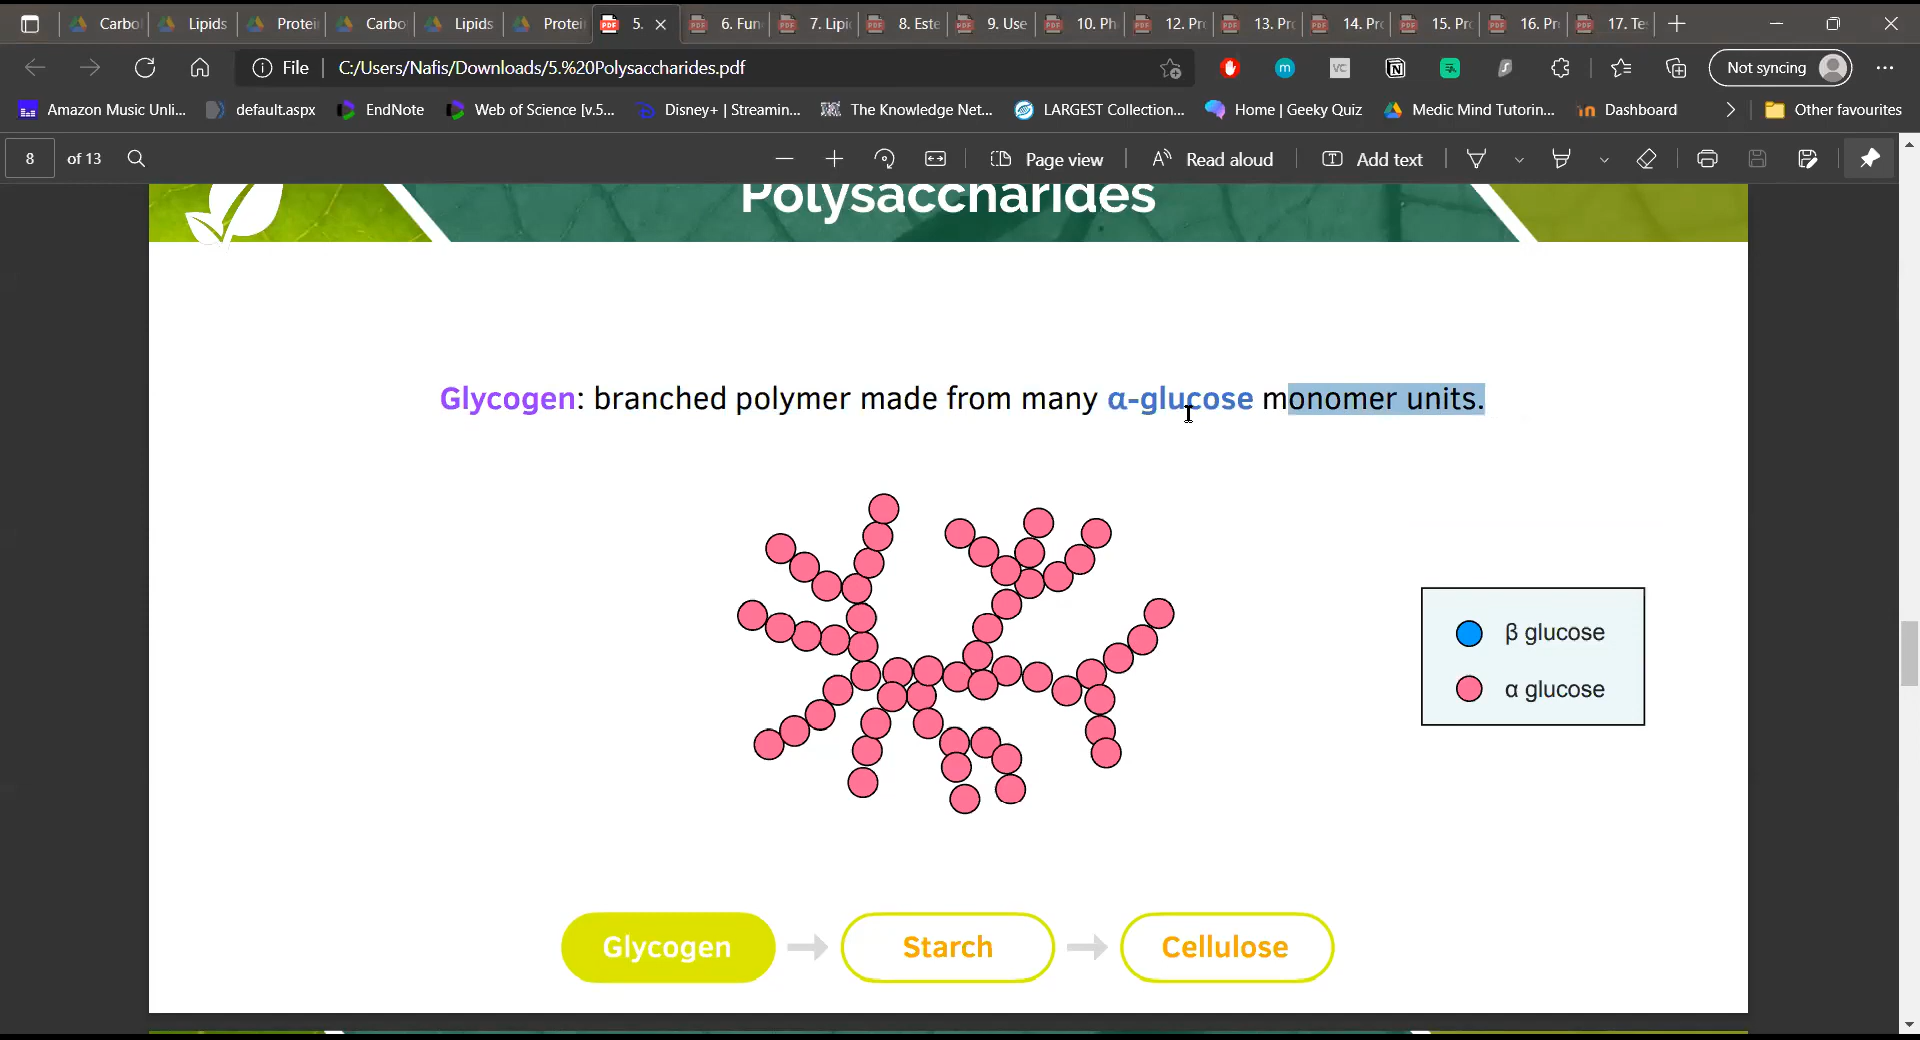 Carbo Lipids Protei Carbo Lipids Protei 5. 6. Fun 7. Lipi 8. Este 9. Use 10. Ph 12. Pr 13. Pr 14. Pr 15. Pr 16. Pr 17. Te
File C:/Users/Nafis/Downloads/5.%20Polysaccharides.pdf Not syncing
Amazon Music Unli... default.aspx EndNote Web of Science [v.5... Disney+ | Streamin... The Knowledge Net... LARGEST Collection... Home | Geeky Quiz Medic Mind Tutorin... Dashboard Other favourites
8 of 13 Page view Read aloud Add text
Polysaccharides
Glycogen: branched polymer made from many α-glucose monomer units.
β glucose
α glucose
Glycogen Starch Cellulose